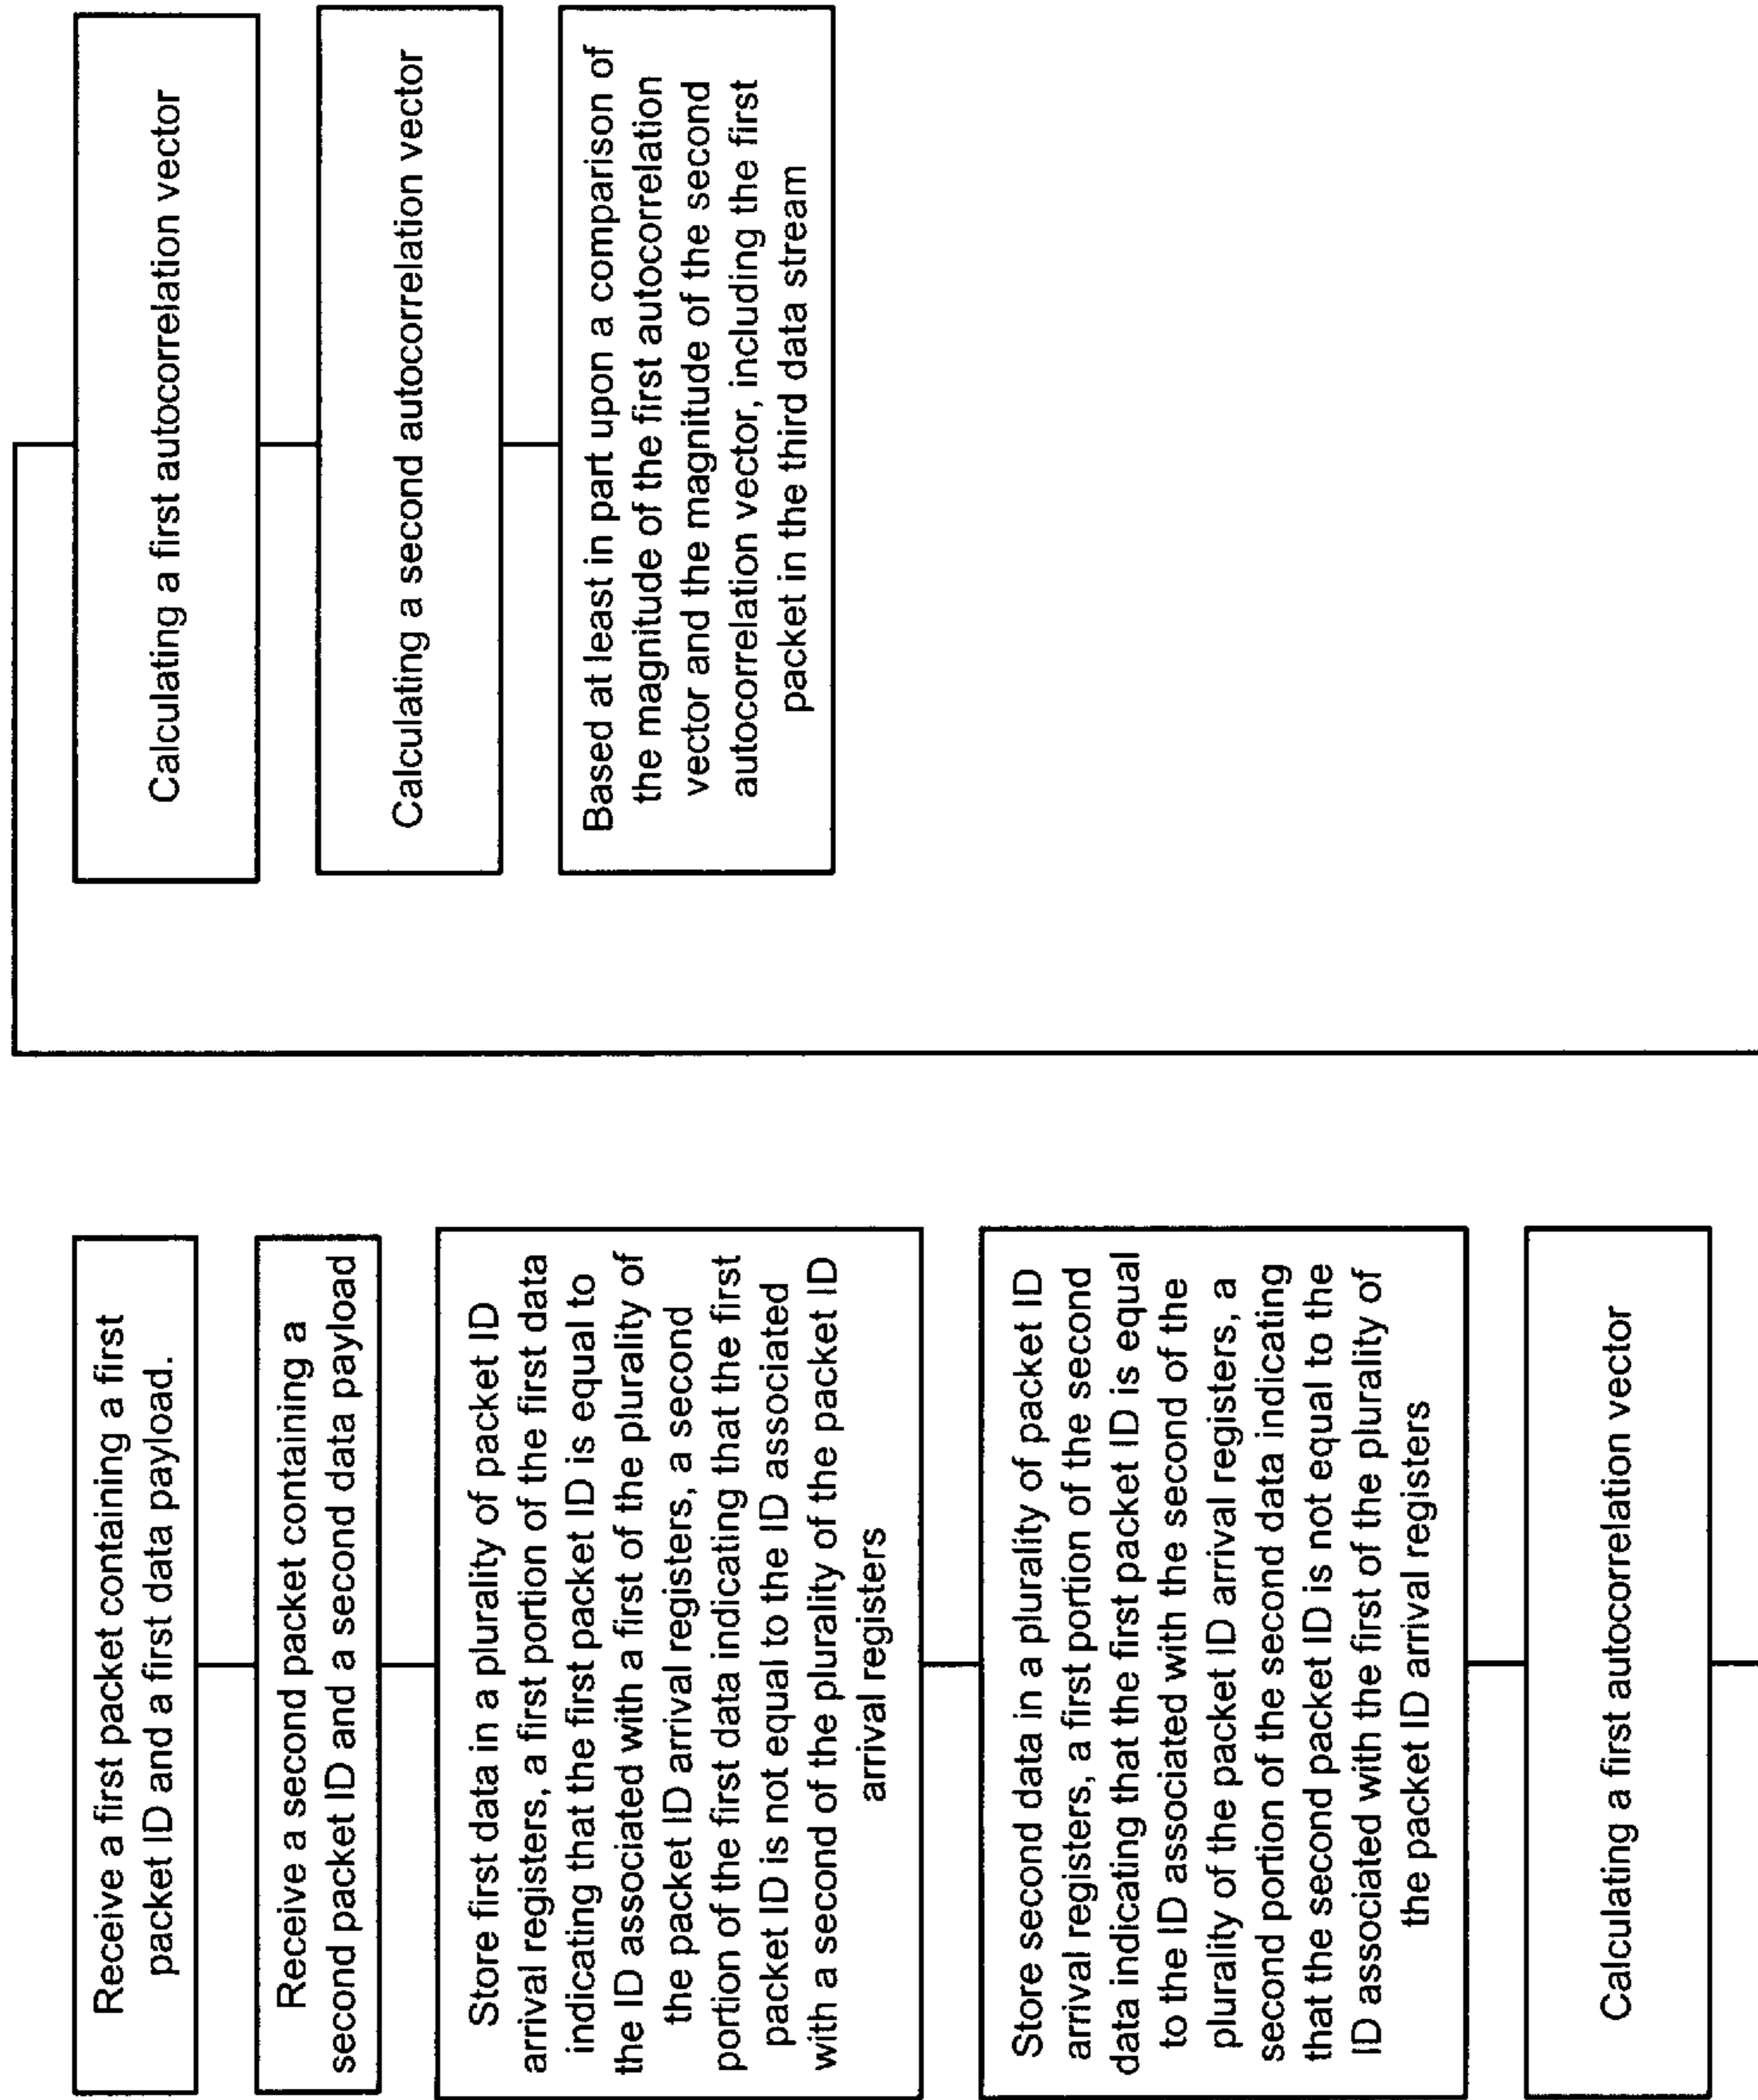 Receive a first packet containing a first
packet ID and a first data payload.
Receive a second packet containing a
second packet ID and a second data payload
Store first data in a plurality of packet ID
arrival registers, a first portion of the first data
indicating that the first packet ID is equal to
the ID associated with a first of the plurality of
the packet ID arrival registers, a second
portion of the first data indicating that the first
packet ID is not equal to the ID associated
with a second of the plurality of the packet ID
arrival registers
Store second data in a plurality of packet ID
arrival registers, a first portion of the second
data indicating that the first packet ID is equal
to the ID associated with the second of the
plurality of the packet ID arrival registers, a
second portion of the second data indicating
that the second packet ID is not equal to the
ID associated with the first of the plurality of
the packet ID arrival registers
Calculating a first autocorrelation vector
Calculating a first autocorrelation vector
Calculating a second autocorrelation vector
Based at least in part upon a comparison of
the magnitude of the first autocorrelation
vector and the magnitude of the second
autocorrelation vector, including the first
packet in the third data stream